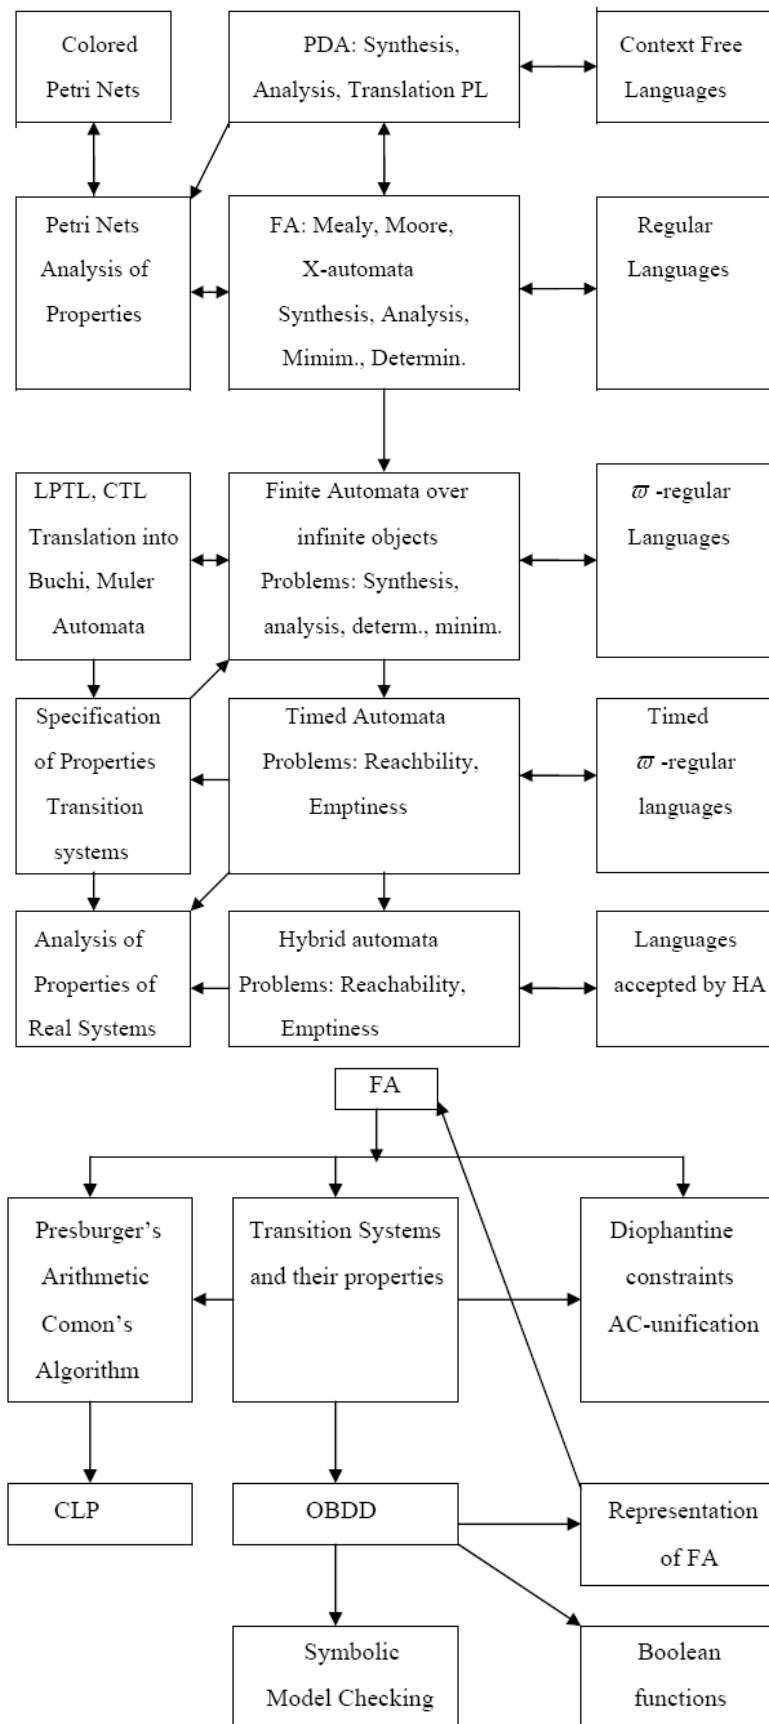 Colored
Petri Nets
PDA: Synthesis,
Analysis, Translation PL
Context Free
Languages
Petri Nets
Analysis of
Properties
FA: Mealy, Moore,
X-automata
Synthesis, Analysis,
Mimim., Determin.
Regular
Languages
LPTL, CTL
Translation into
Buchi, Muler
Automata
Finite Automata over
infinite objects
Problems: Synthesis,
analysis, determ., minim.
ϖ -regular
Languages
Specification
of Properties
Transition
systems
Timed Automata
Problems: Reachbility,
Emptiness
Timed
ϖ -regular
languages
Analysis of
Properties of
Real Systems
Hybrid automata
Problems: Reachability,
Emptiness
Languages
accepted by HA
FA
Presburger’s
Arithmetic
Comon’s
Algorithm
Transition Systems
and their properties
Diophantine
constraints
AC-unification
CLP
OBDD
Representation
of FA
Symbolic
Model Checking
Boolean
functions